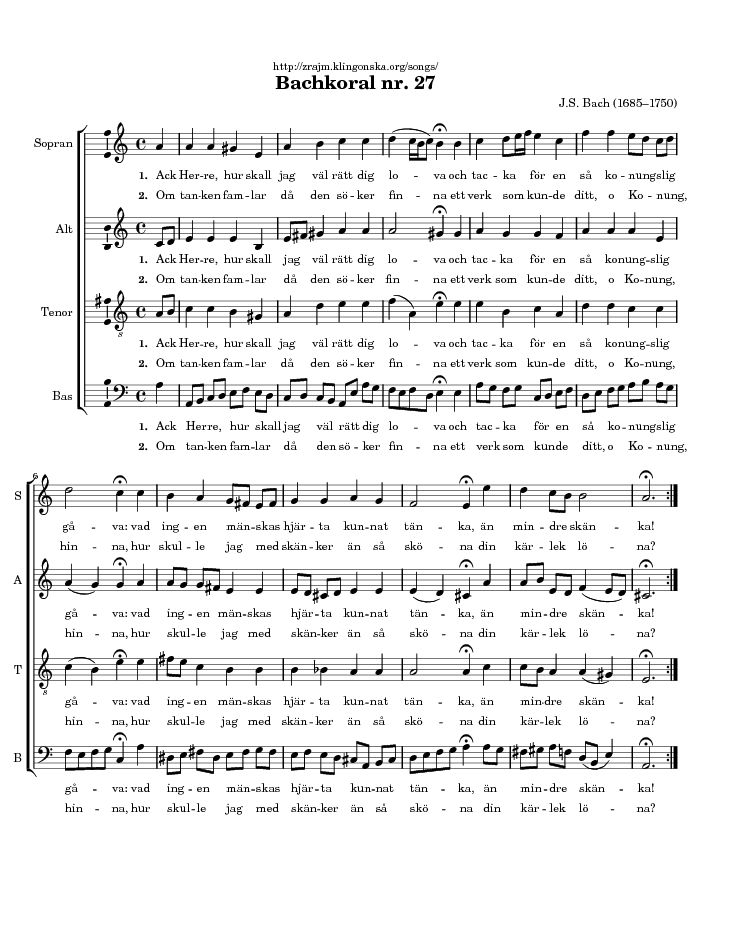 http://zrajm.klingonska.org/songs/
Bachkoral nr. 27
J.S. Bach (1685–1750)
Sopran
1. Ack Her -- re, hur skall jag väl rätt dig lo -- va och tac -- ka för en så ko -- nung -- slig
2. Om tan -- ken fam -- lar då den sö -- ker fin -- na ett verk som kun -- de ditt, o Ko -- nung,
Alt
1. Ack Her -- re, hur skall jag väl rätt dig lo -- va och tac -- ka för en så konung -- slig
2. Om tan -- ken fam -- lar då den sö -- ker fin -- na ett verk som kun -- de ditt, o Ko -- nung,
Tenor
8
1. Ack Her -- re, hur skall jag väl rätt dig lo -- va och tac -- ka för en så konung -- slig
2. Om tan -- ken fam -- lar då den sö -- ker fin -- na ett verk som kun -- de ditt, o Ko -- nung,
Bas
1. Ack Herre, hur skall jag väl rätt dig lo -- va och tac -- ka för en så ko -- nung -- slig
2. Om tan -- ken fam -- lar då den sö -- ker fin -- na ett verk som kunde ditt, o Ko -- nung,
6
S
gå -- va: vad ing -- en män -- skas hjär -- ta kun -- nat tän -- ka, än min -- dre skän -- ka!
hin -- na, hur skul -- le jag med skän -- ker än så skö -- na din kär -- lek lö -- na?
A
gå -- va: vad ing -- en män -- skas hjär -- ta kun -- nat tän -- ka, än min -- dre skän -- ka!
hin -- na, hur skul -- le jag med skän -- ker än så skö -- na din kär -- lek lö -- na?
T
8
gå -- va: vad ing -- en män -- skas hjär -- ta kun -- nat tän -- ka, än min -- dre skän -- ka!
hin -- na, hur skul -- le jag med skän -- ker än så skö -- na din kär -- lek lö -- na?
B
gå -- va: vad ing -- en män -- skas hjär -- ta kun -- nat tän -- ka, än min -- dre skän -- ka!
hin -- na, hur skul -- le jag med skän -- ker än så skö -- na din kär -- lek lö -- na?